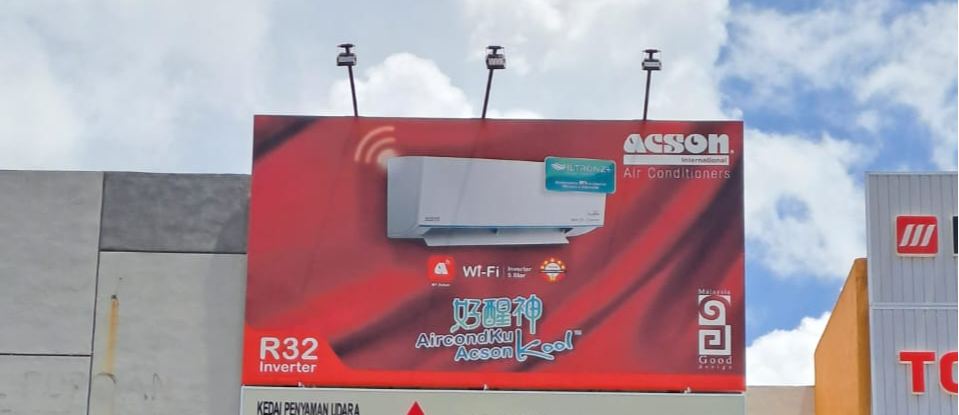 ACSON
International
Air Conditioners
FILTRONZ+
Wi-Fi
Inverter
5 Star
好醒神
AircondKu
Acson Kool™
R32
Inverter
Malaysia
Good
Design
KEDAI PENYAMAN UDARA
TO